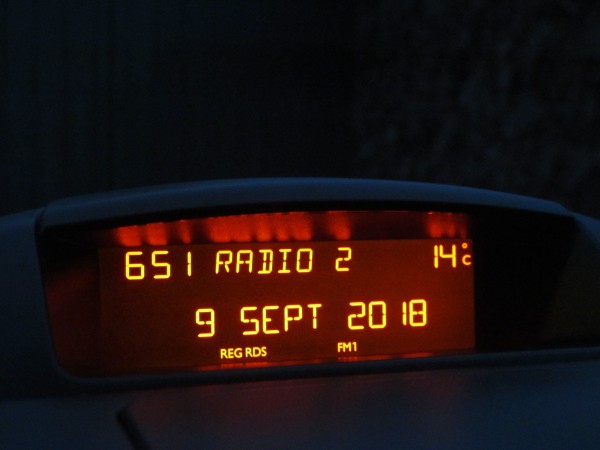 651 RADIO 2 14°C
9 SEPT 2018
REG RDS FM1